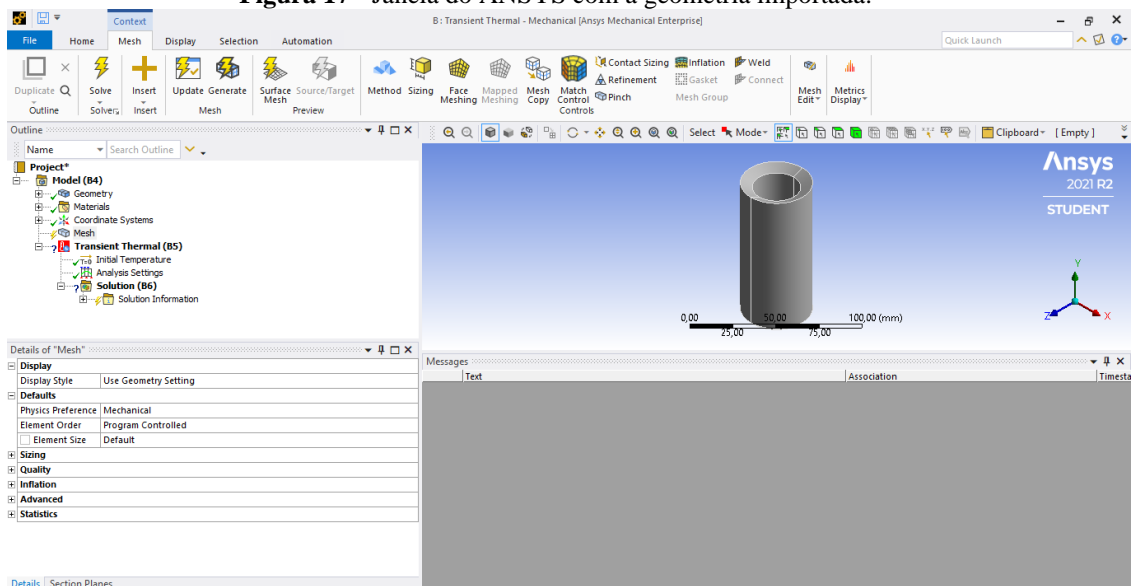 Figura 17 - Janela do ANSYS com a geometria importada.
B : Transient Thermal - Mechanical [Ansys Mechanical Enterprise]
Context
File Home Mesh Display Selection Automation
Quick Launch
Duplicate Q Solve Insert Update Generate Surface Mesh Source/Target Method Sizing Face Meshing Mapped Meshing Mesh Copy Match Control
Contact Sizing Inflation Weld
Refinement Gasket Connect
Pinch Mesh Group
Mesh Edit Metrics Display
Outline Solver Insert Mesh Preview Controls
Outline
Name Search Outline
Select Mode Clipboard [ Empty ]
Project*
Model (B4)
Geometry
Materials
Coordinate Systems
Mesh
Transient Thermal (B5)
T=0 Initial Temperature
Analysis Settings
Solution (B6)
Solution Information
Ansys
2021 R2
STUDENT
Y
Z X
0,00 50,00 100,00 (mm)
25,00 75,00
Details of "Mesh"
Display
Display Style Use Geometry Setting
Defaults
Physics Preference Mechanical
Element Order Program Controlled
Element Size Default
Sizing
Quality
Inflation
Advanced
Statistics
Messages
Text Association Timesta
Details Section Planes